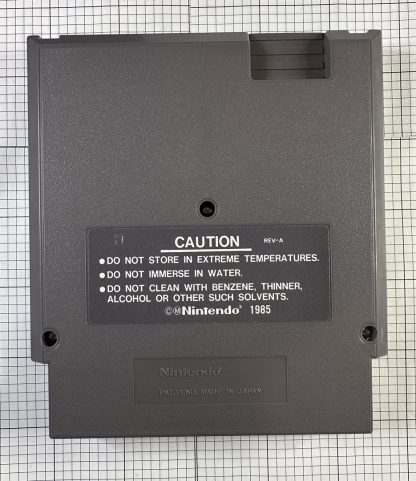 CAUTION REV-A
●DO NOT STORE IN EXTREME TEMPERATURES.
●DO NOT IMMERSE IN WATER.
●DO NOT CLEAN WITH BENZENE, THINNER,
ALCOHOL OR OTHER SUCH SOLVENTS.
©ⓂNintendo® 1985
Nintendo®
PAT. PEND. MADE IN JAPAN